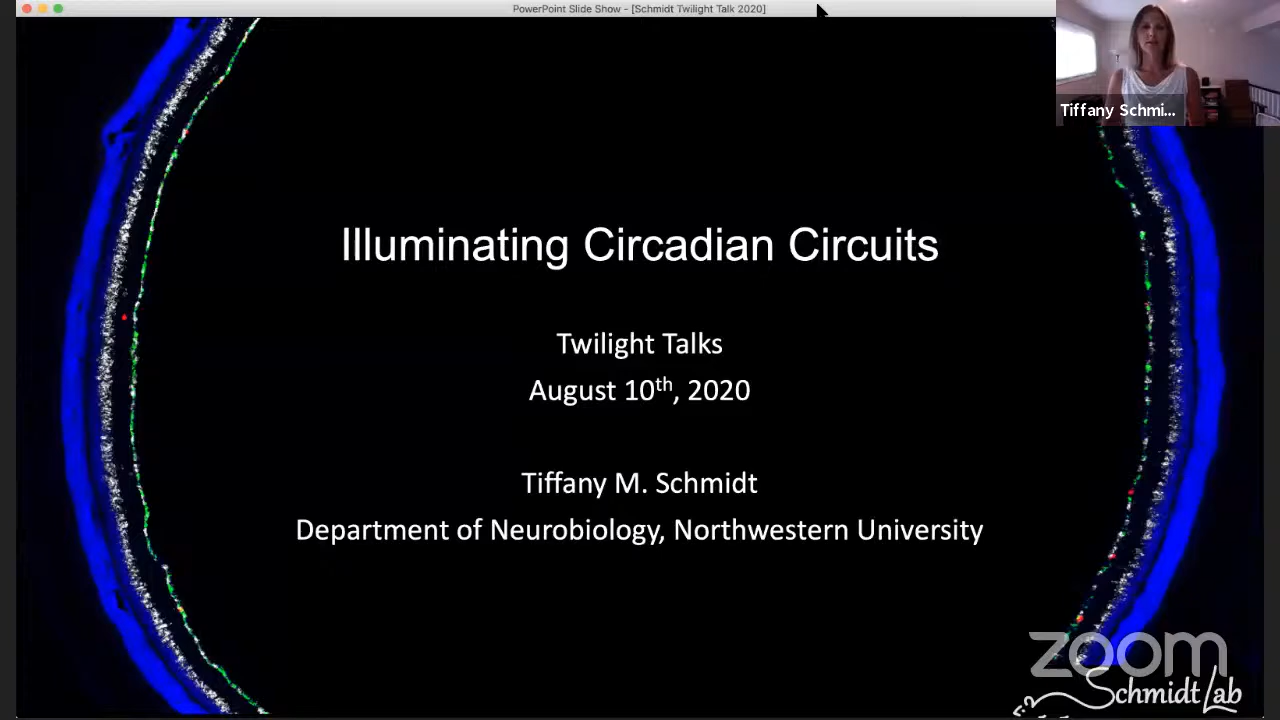 PowerPoint Slide Show - [Schmidt Twilight Talk 2020]
Tiffany Schmi...
Illuminating Circadian Circuits
Twilight Talks
August 10th, 2020
Tiffany M. Schmidt
Department of Neurobiology, Northwestern University
zoom
Schmidt Lab